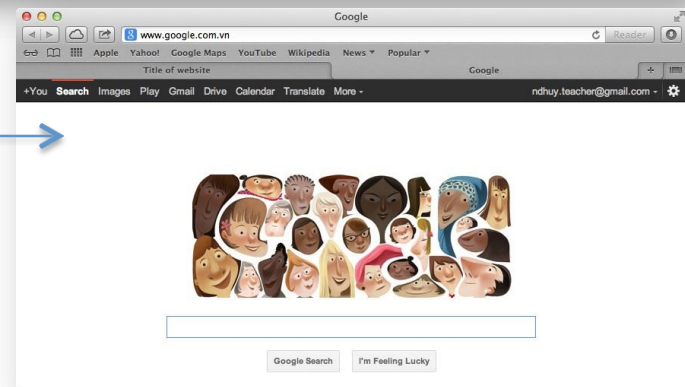 Google
www.google.com.vn
Reader
Apple Yahoo! Google Maps YouTube Wikipedia News Popular
Title of website Google
+You Search Images Play Gmail Drive Calendar Translate More ndhuy.teacher@gmail.com
Google Search I'm Feeling Lucky